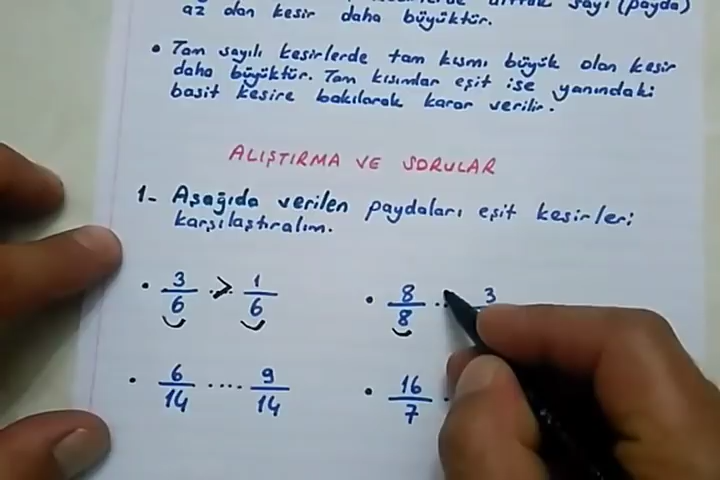 sayı (payda)
az olan kesir daha büyüktür.
• Tam sayılı kesirlerde tam kısmı büyük olan kesir
daha büyüktür. Tam kısımlar eşit ise yanındaki
basit kesire bakılarak karar verilir.
ALIŞTIRMA VE SORULAR
1- Aşağıda verilen paydaları eşit kesirleri
karşılaştıralım.
• 3/6 > 1/6
• 8/8 .. 3
• 6/14 .... 9/14
• 16/7